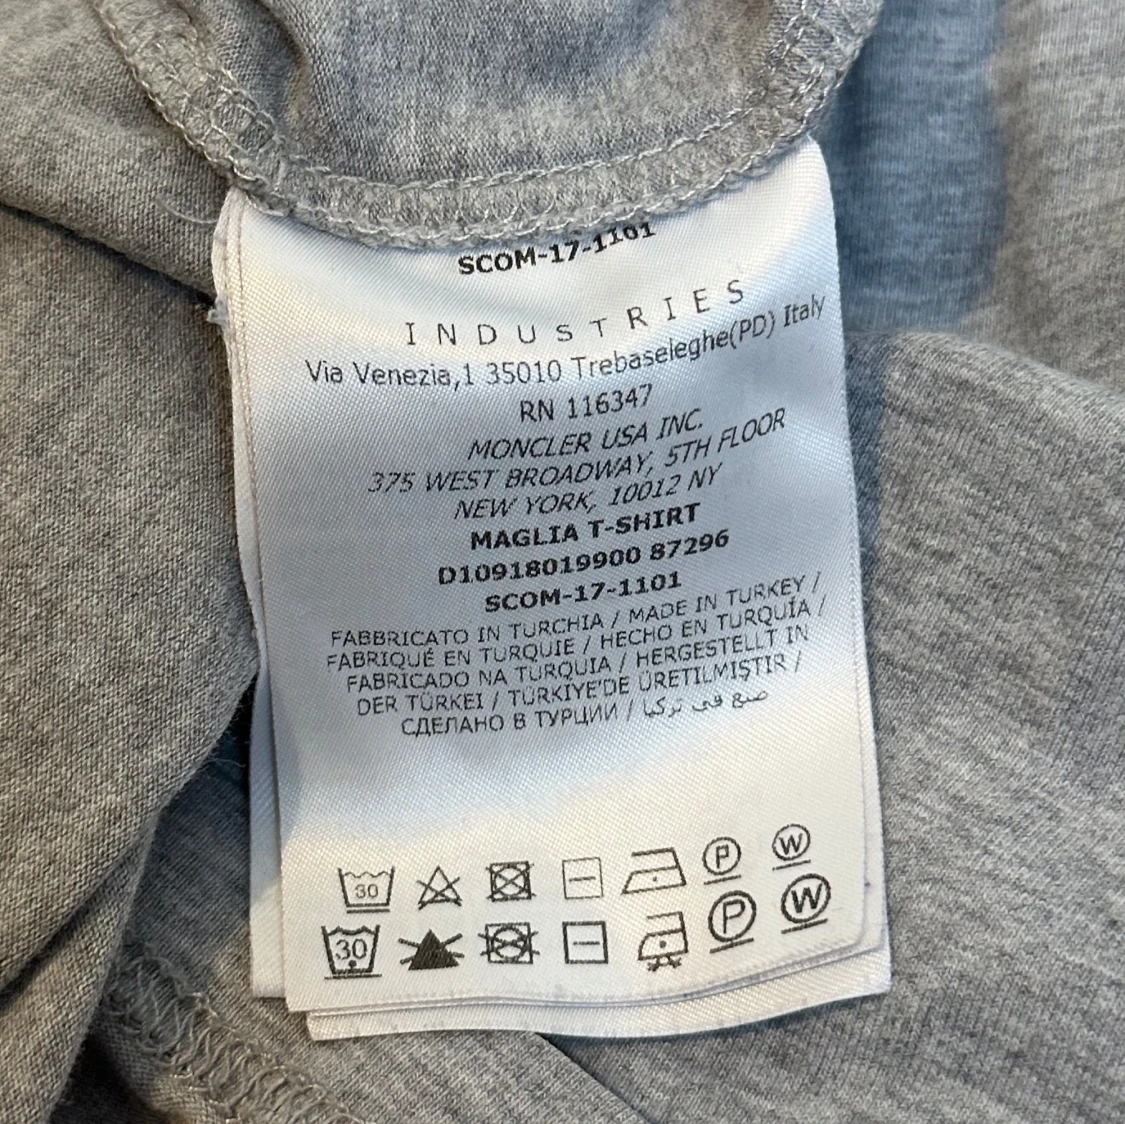 SCOM-17-1101
INDUSTRIES
Via Venezia,1 35010 Trebaseleghe(PD) Italy
RN 116347
MONCLER USA INC.
375 WEST BROADWAY, 5TH FLOOR
NEW YORK, 10012 NY
MAGLIA T-SHIRT
D10918019900 87296
SCOM-17-1101
FABBRICATO IN TURCHIA / MADE IN TURKEY /
FABRIQUÉ EN TURQUIE / HECHO EN TURQUÍA /
FABRICADO NA TURQUIA / HERGESTELLT IN
DER TÜRKEI / TÜRKIYE'DE ÜRETILMIŞTIR /
СДЕЛАНО В ТУРЦИИ / صنع في تركيا
30 P W
30 P W